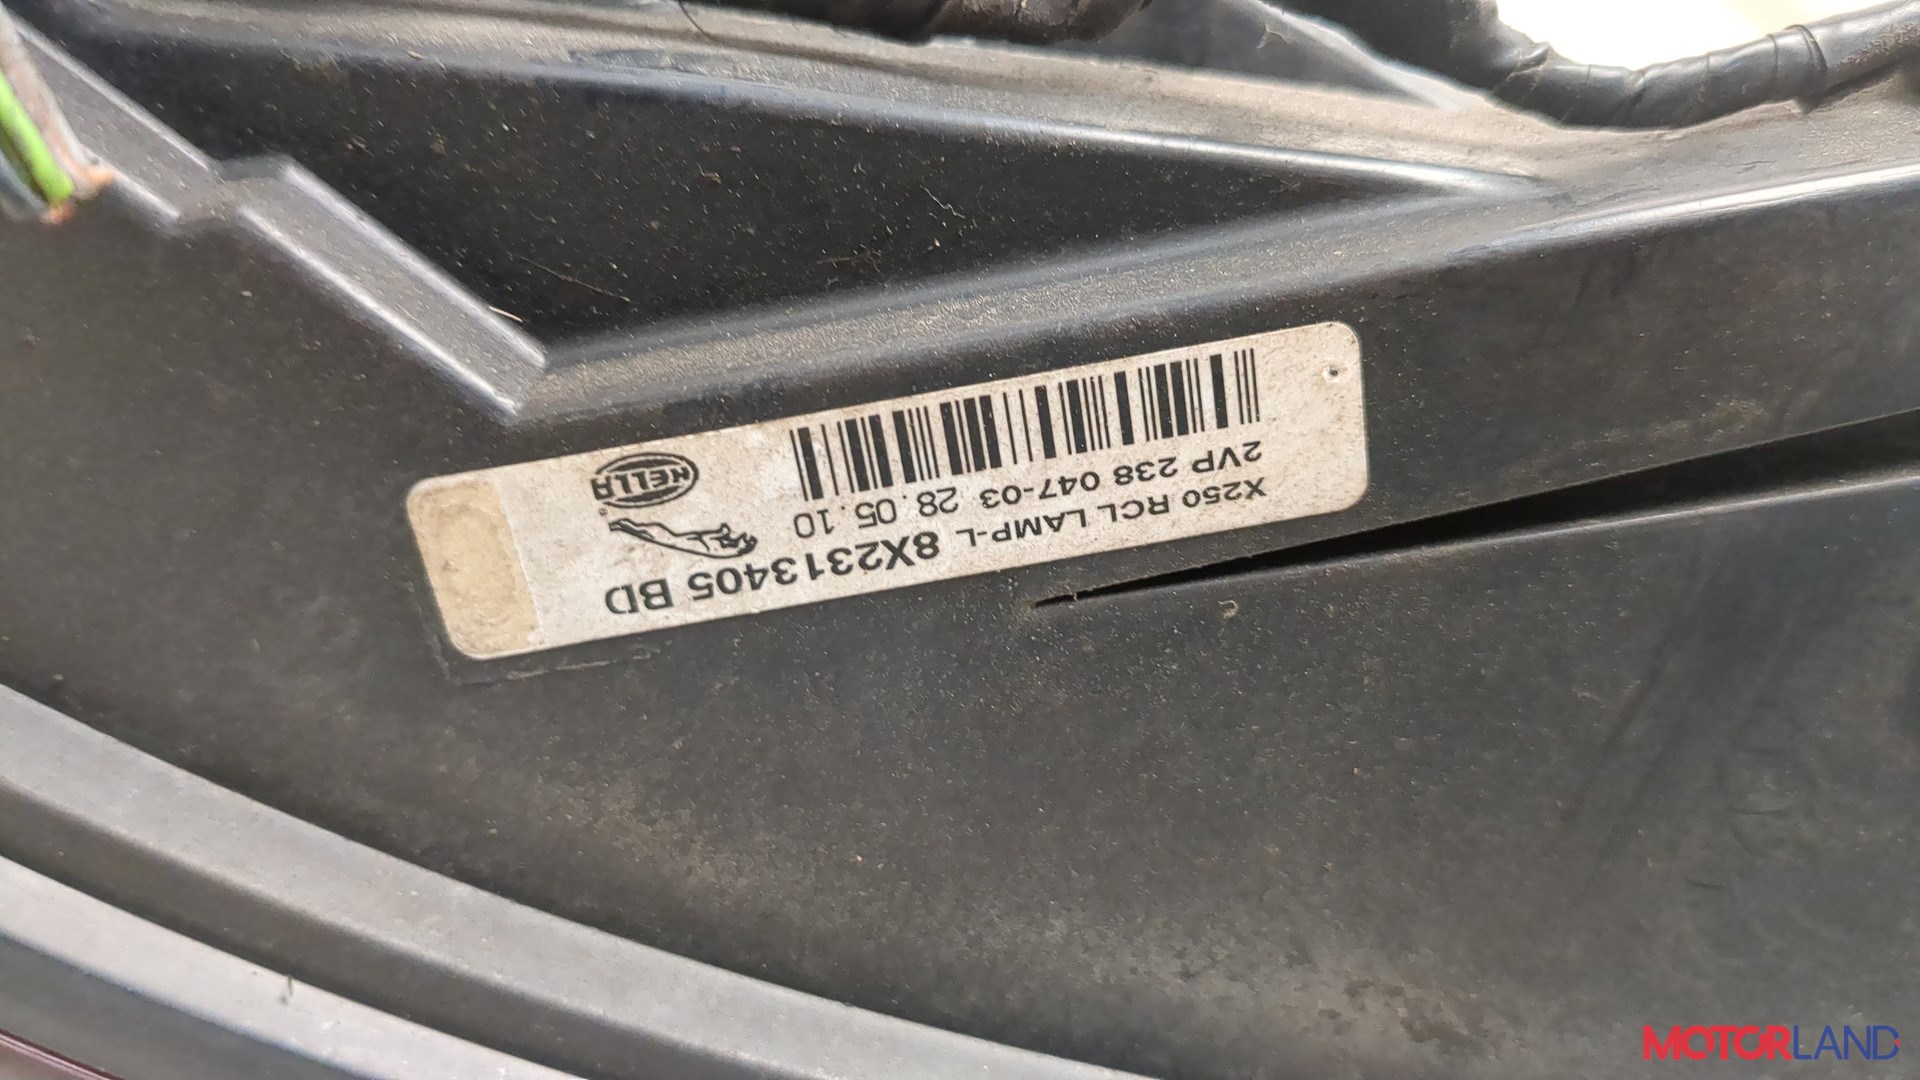 X250 RCL LAMP-L 8X2313405 BD
2VP 238 047-03 28.05.10
HELLA
MOTORLAND